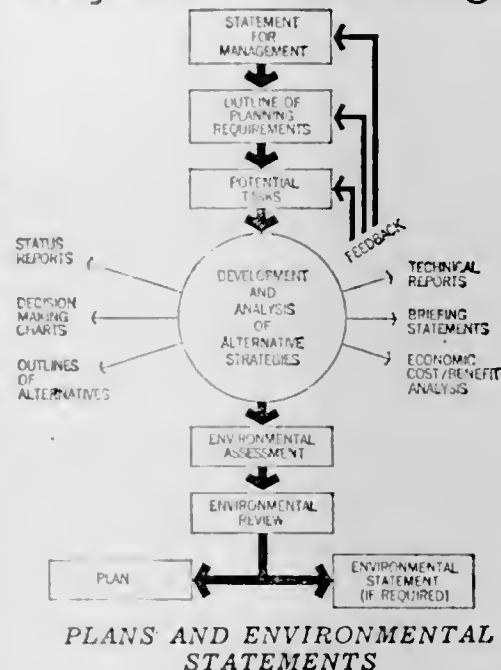 STATEMENT
FOR
MANAGEMENT
OUTLINE OF
PLANNING
REQUIREMENTS
POTENTIAL
TASKS
FEEDBACK
STATUS
REPORTS
DECISION
MAKING
CHARTS
OUTLINES
OF
ALTERNATIVES
DEVELOPMENT
AND
ANALYSIS
OF
ALTERNATIVE
STRATEGIES
TECHNICAL
REPORTS
BRIEFING
STATEMENTS
ECONOMIC
COST/BENEFIT
ANALYSIS
ENVIRONMENTAL
ASSESSMENT
ENVIRONMENTAL
REVIEW
PLAN
ENVIRONMENTAL
STATEMENT
(IF REQUIRED)
PLANS AND ENVIRONMENTAL
STATEMENTS